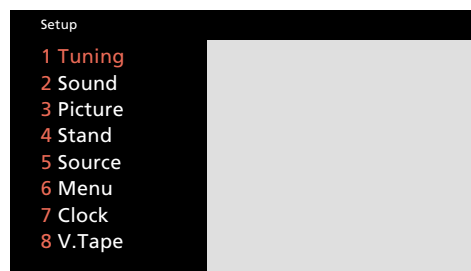 Setup
1 Tuning
2 Sound
3 Picture
4 Stand
5 Source
6 Menu
7 Clock
8 V.Tape